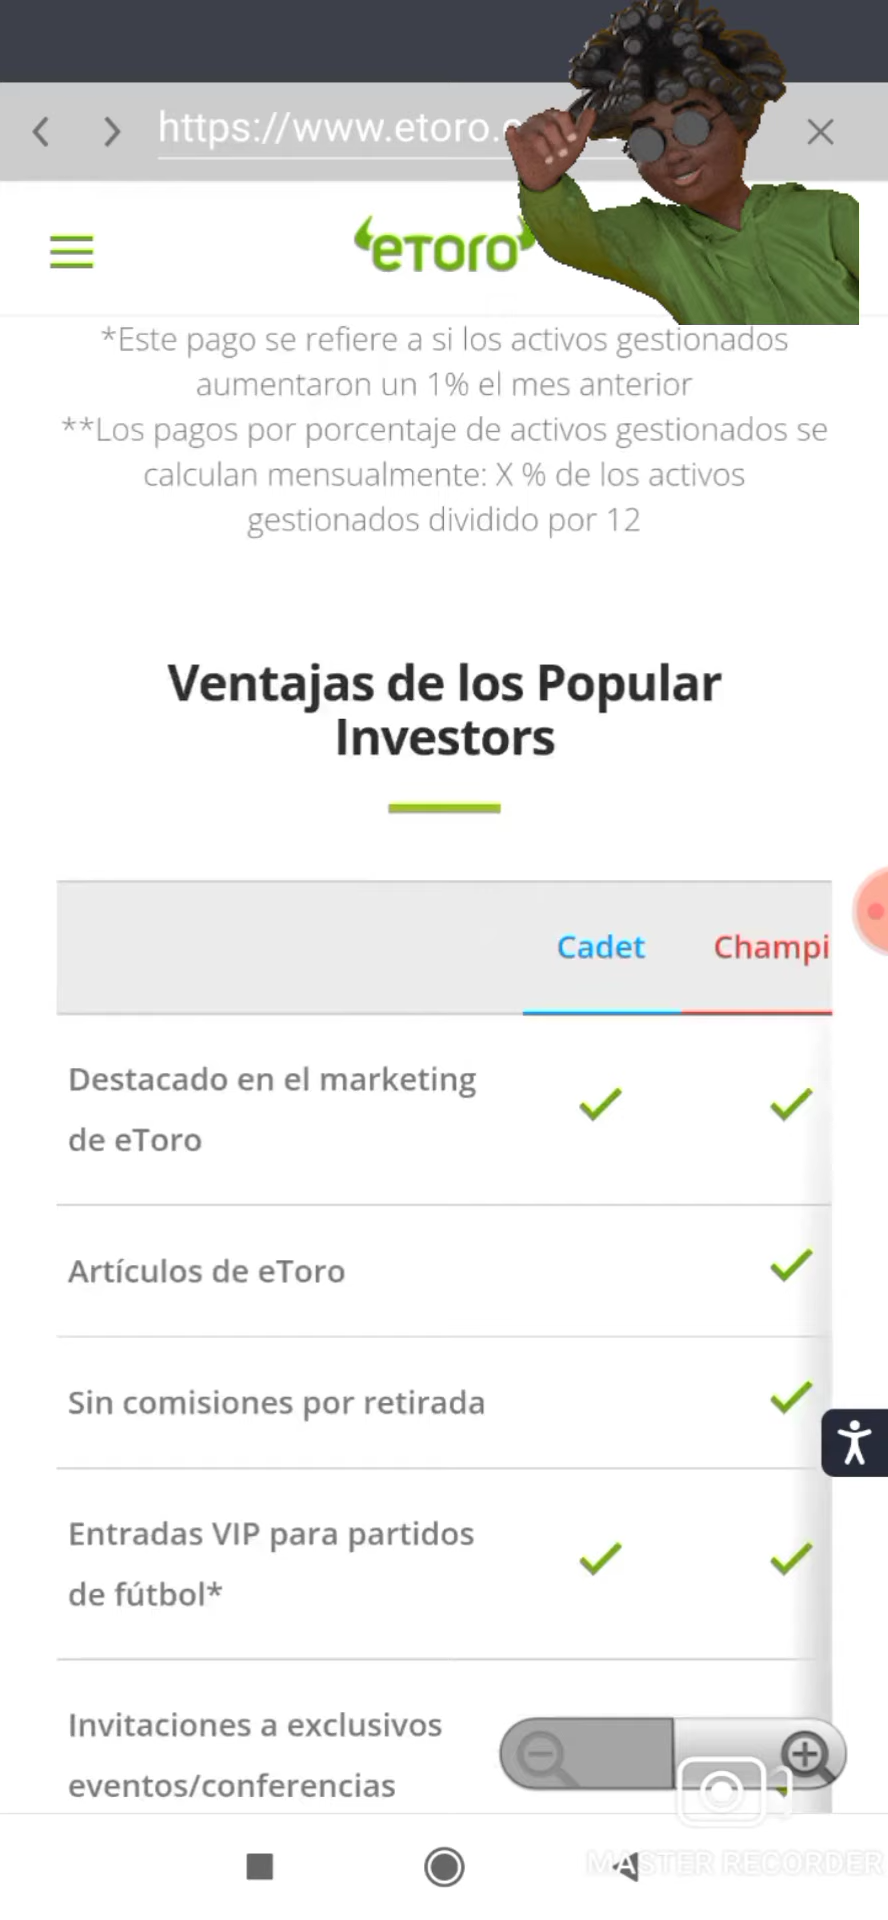 https://www.etoro.
eToro
*Este pago se refiere a si los activos gestionados
aumentaron un 1% el mes anterior
**Los pagos por porcentaje de activos gestionados se
calculan mensualmente: X % de los activos
gestionados dividido por 12
Ventajas de los Popular
Investors
Cadet Champi
Destacado en el marketing
de eToro
Artículos de eToro
Sin comisiones por retirada
Entradas VIP para partidos
de fútbol*
Invitaciones a exclusivos
eventos/conferencias
MASTER RECORDER